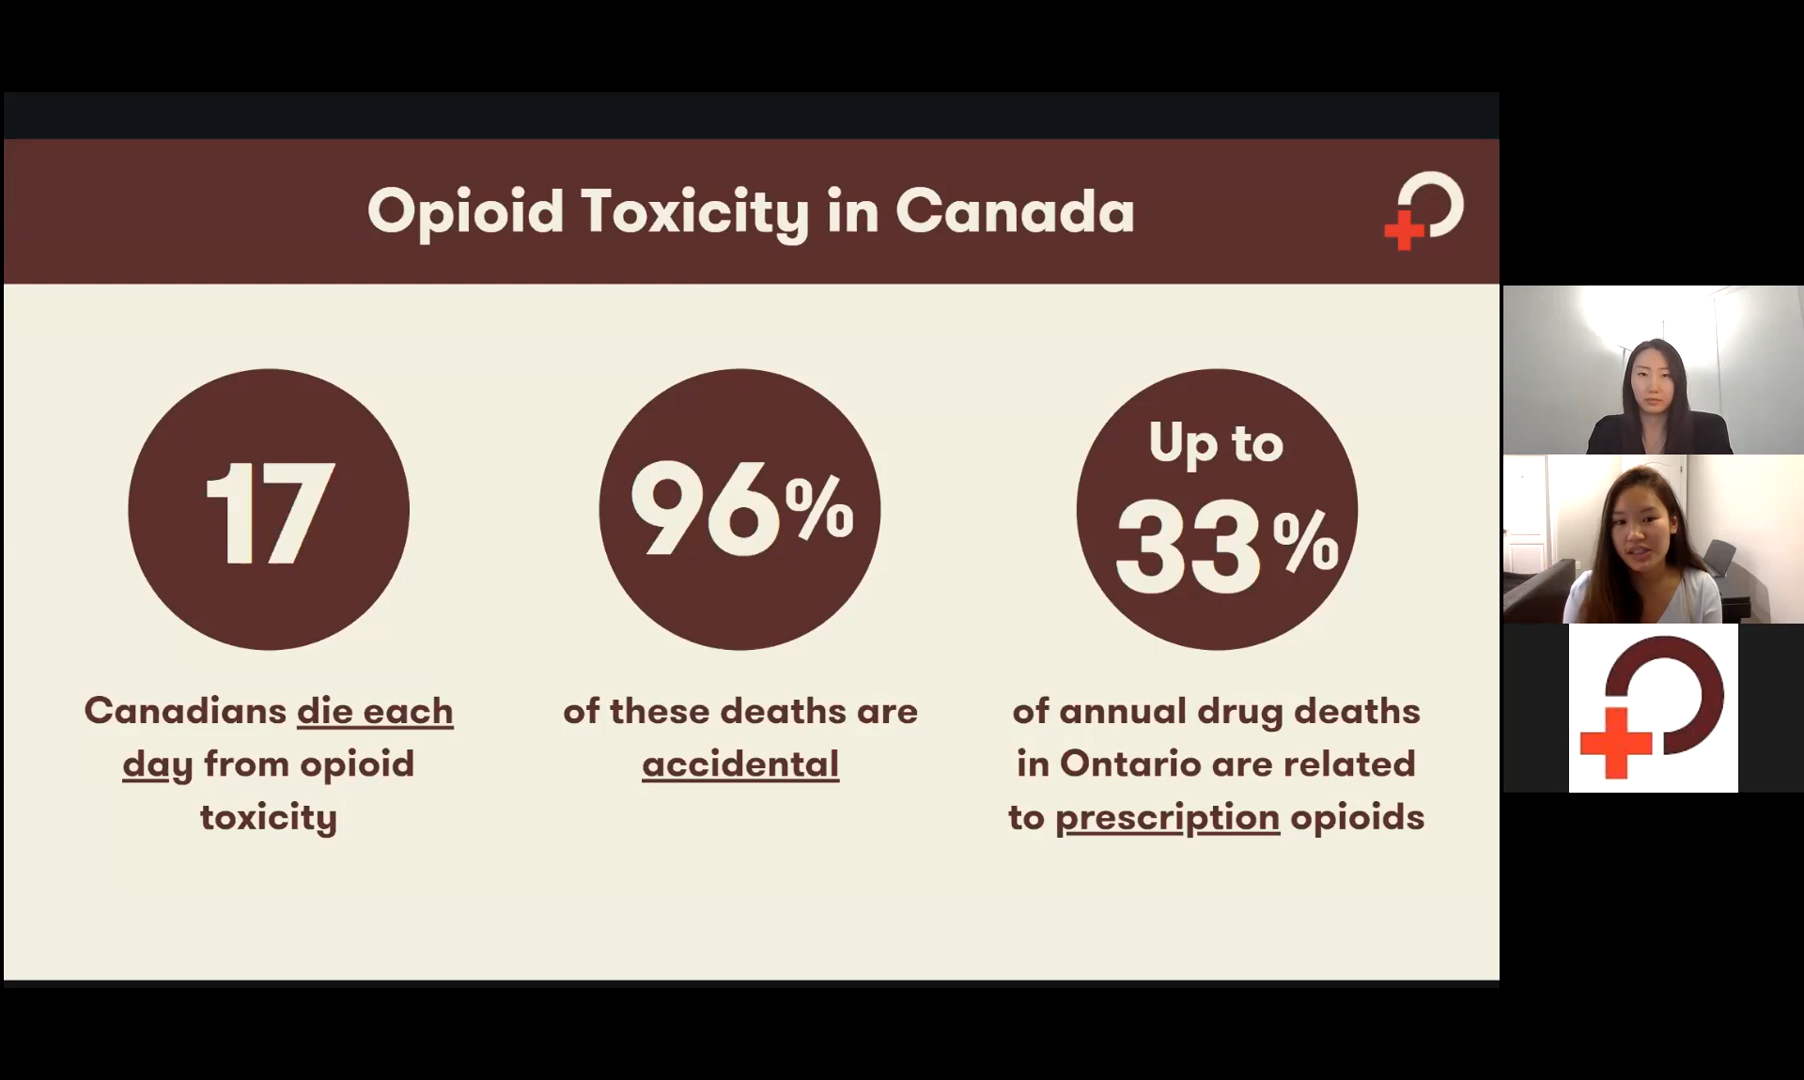 Opioid Toxicity in Canada
17
Canadians die each
day from opioid
toxicity
96%
of these deaths are
accidental
Up to
33%
of annual drug deaths
in Ontario are related
to prescription opioids